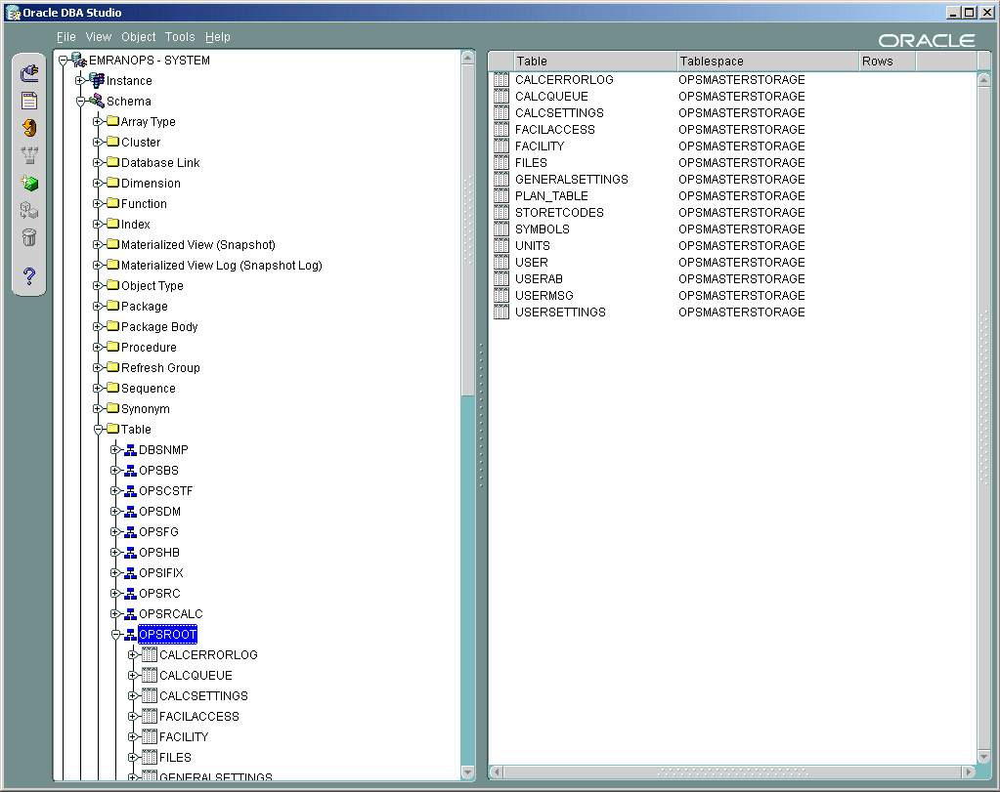 Oracle DBA Studio
File View Object Tools Help
ORACLE
EMRANOPS - SYSTEM
Instance
Schema
Array Type
Cluster
Database Link
Dimension
Function
Index
Materialized View (Snapshot)
Materialized View Log (Snapshot Log)
Object Type
Package
Package Body
Procedure
Refresh Group
Sequence
Synonym
Table
DBSNMP
OPSBS
OPSCSTF
OPSDM
OPSFG
OPSHB
OPSIFIX
OPSRC
OPSRCALC
OPSROOT
CALCERRORLOG
CALCQUEUE
CALCSETTINGS
FACILACCESS
FACILITY
FILES
GENERALSETTINGS
Table Tablespace Rows
CALCERRORLOG OPSMASTERSTORAGE
CALCQUEUE OPSMASTERSTORAGE
CALCSETTINGS OPSMASTERSTORAGE
FACILACCESS OPSMASTERSTORAGE
FACILITY OPSMASTERSTORAGE
FILES OPSMASTERSTORAGE
GENERALSETTINGS OPSMASTERSTORAGE
PLAN_TABLE OPSMASTERSTORAGE
STORETCODES OPSMASTERSTORAGE
SYMBOLS OPSMASTERSTORAGE
UNITS OPSMASTERSTORAGE
USER OPSMASTERSTORAGE
USERAB OPSMASTERSTORAGE
USERMSG OPSMASTERSTORAGE
USERSETTINGS OPSMASTERSTORAGE